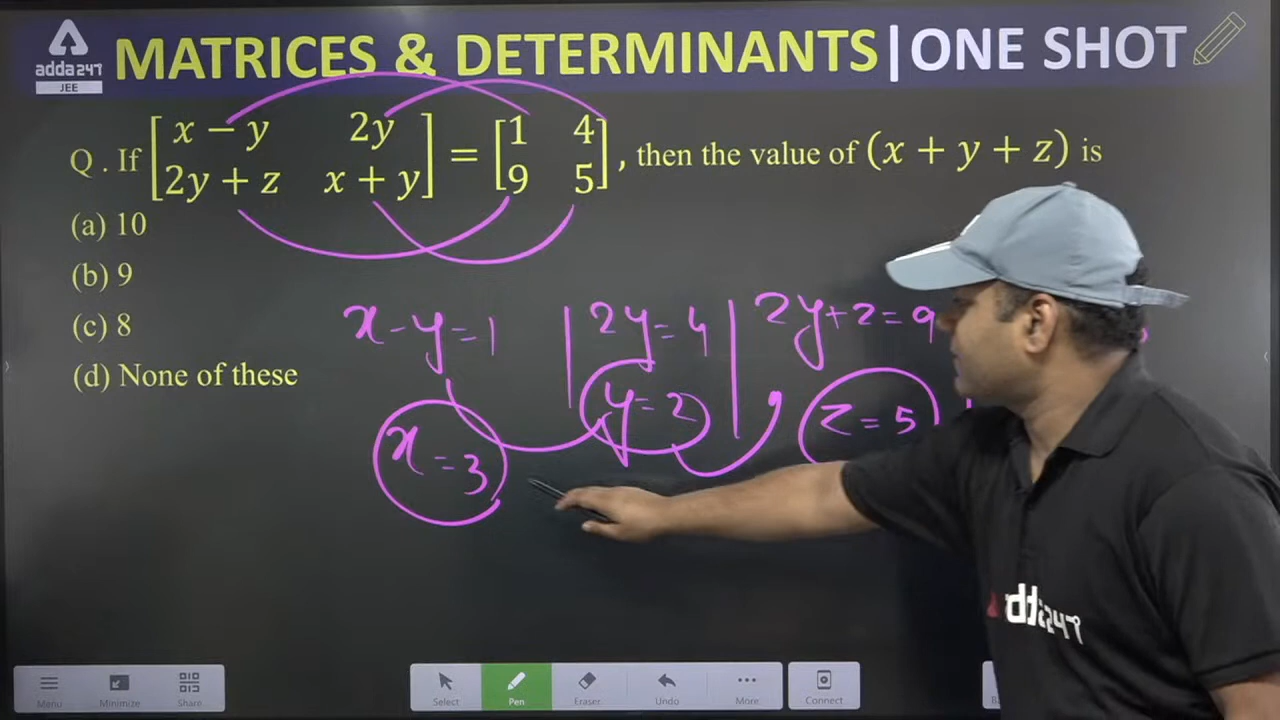 adda247
JEE
MATRICES & DETERMINANTS | ONE SHOT
Q . If [x − y 2y
2y + z x + y] = [1 4
9 5], then the value of (x + y + z) is
(a) 10
(b) 9
(c) 8
(d) None of these
x - y = 1 | 2y = 4 | 2y + z = 9
x = 3 y = 2 z = 5
adda247
Menu Minimize Share Select Pen Eraser Undo More Connect